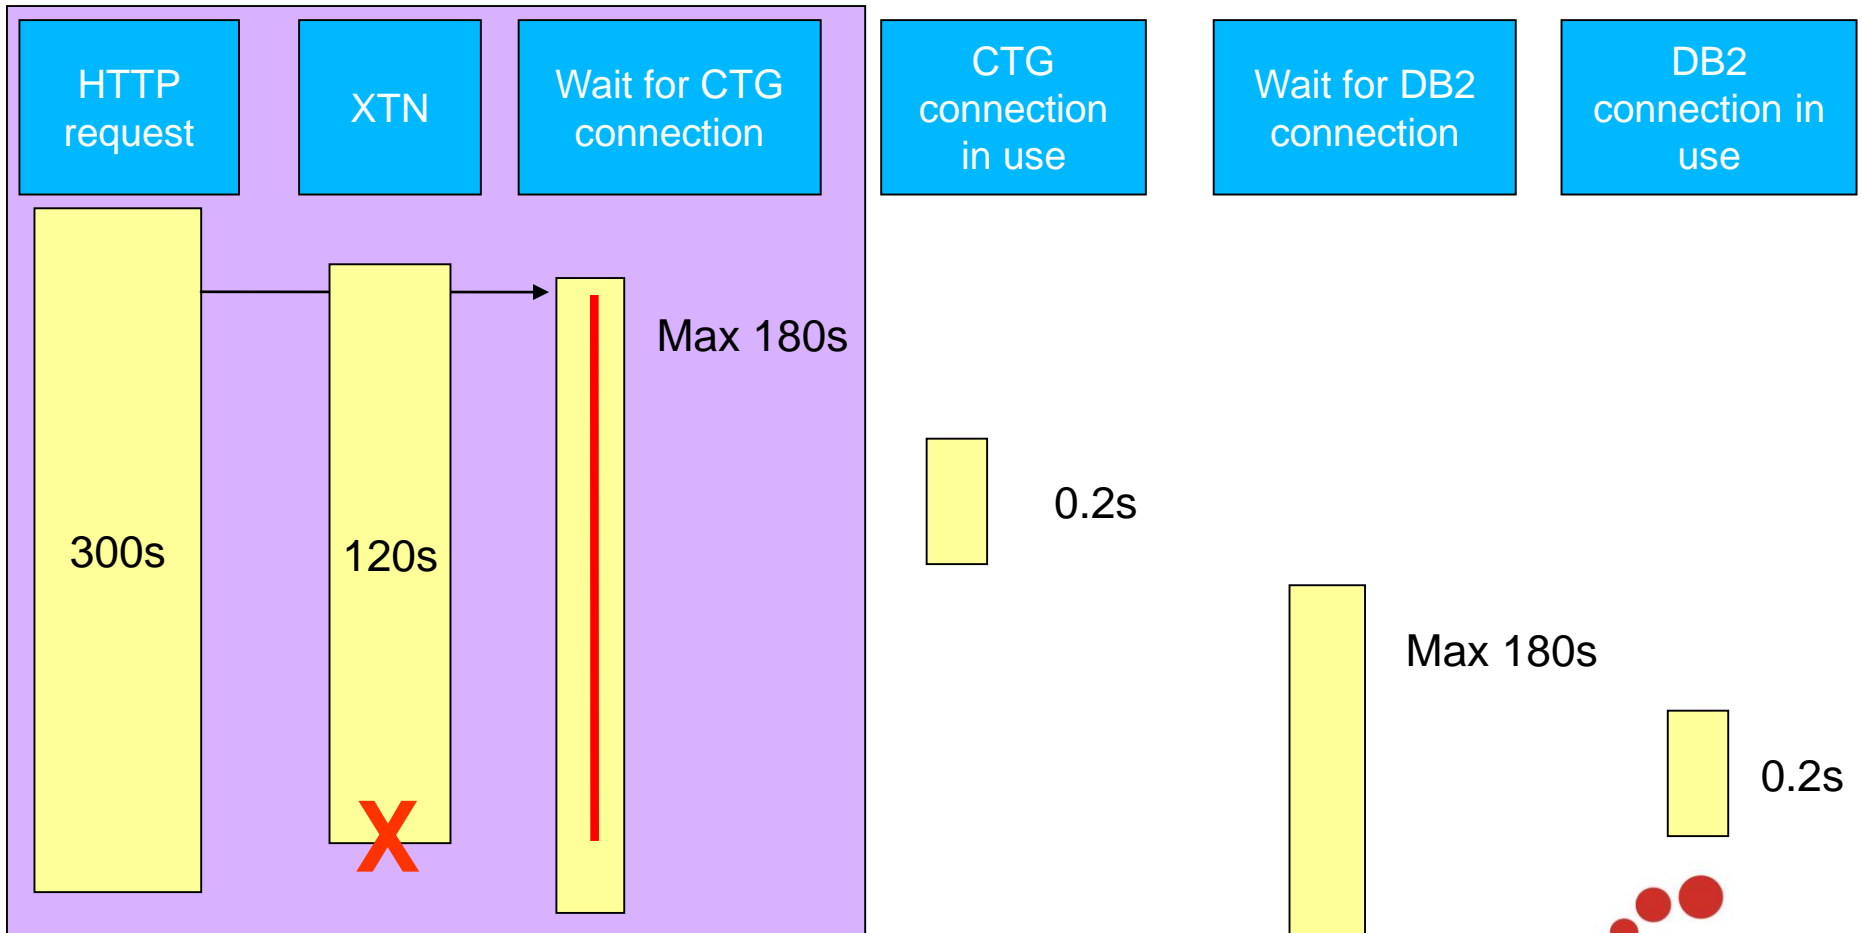 HTTP
request
XTN
Wait for CTG
connection
CTG
connection
in use
Wait for DB2
connection
DB2
connection in
use
Max 180s
0.2s
300s
120s
Max 180s
0.2s
X